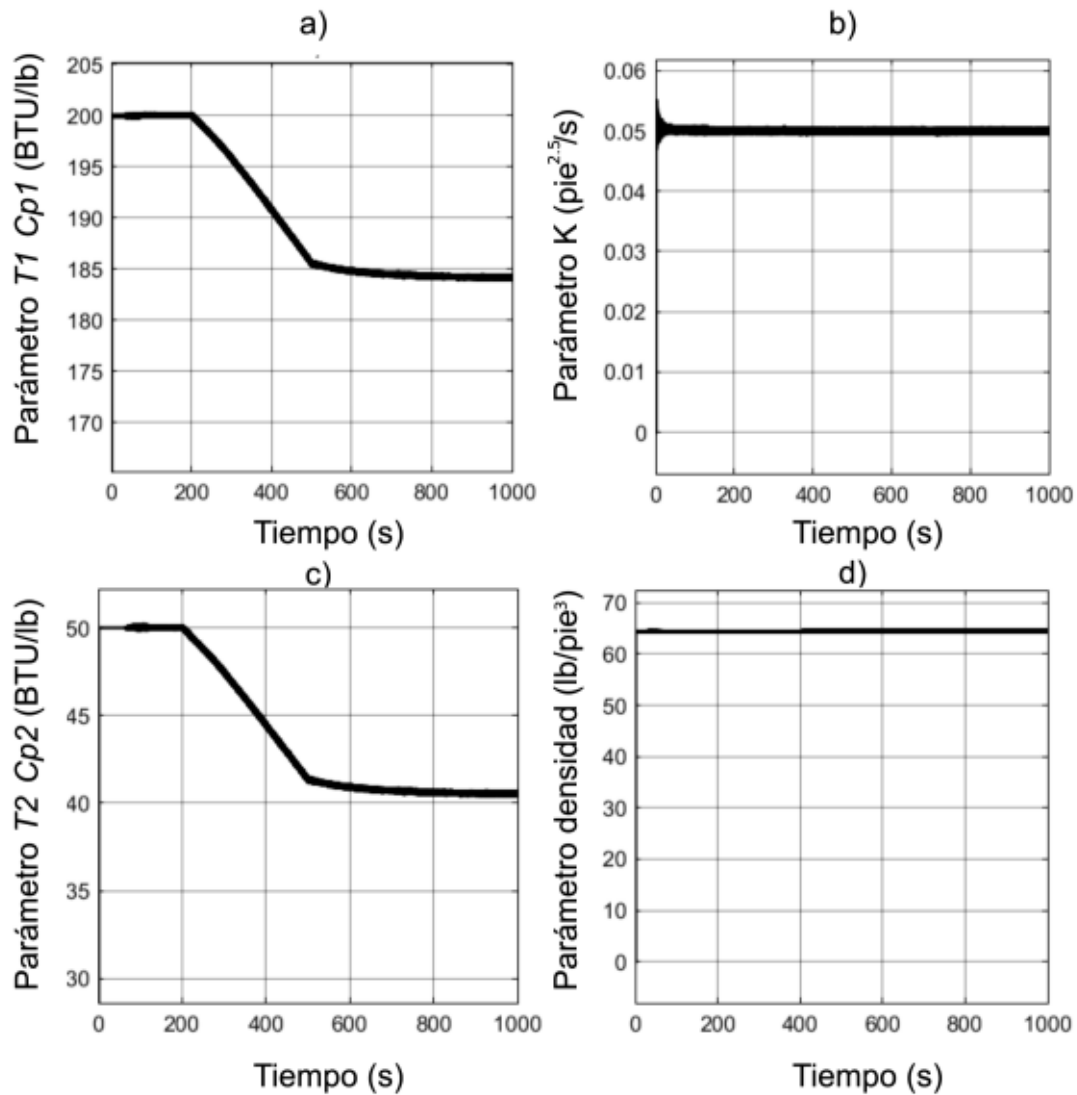 a)
b)
205
200
195
190
185
180
175
170
0 200 400 600 800 1000
Parámetro T1 Cp1 (BTU/lb)
Tiempo (s)
0.06
0.05
0.04
0.03
0.02
0.01
0
0 200 400 600 800 1000
Parámetro K (pie²·⁵/s)
Tiempo (s)
c)
d)
50
45
40
35
30
0 200 400 600 800 1000
Parámetro T2 Cp2 (BTU/lb)
Tiempo (s)
70
60
50
40
30
20
10
0
0 200 400 600 800 1000
Parámetro densidad (lb/pie³)
Tiempo (s)